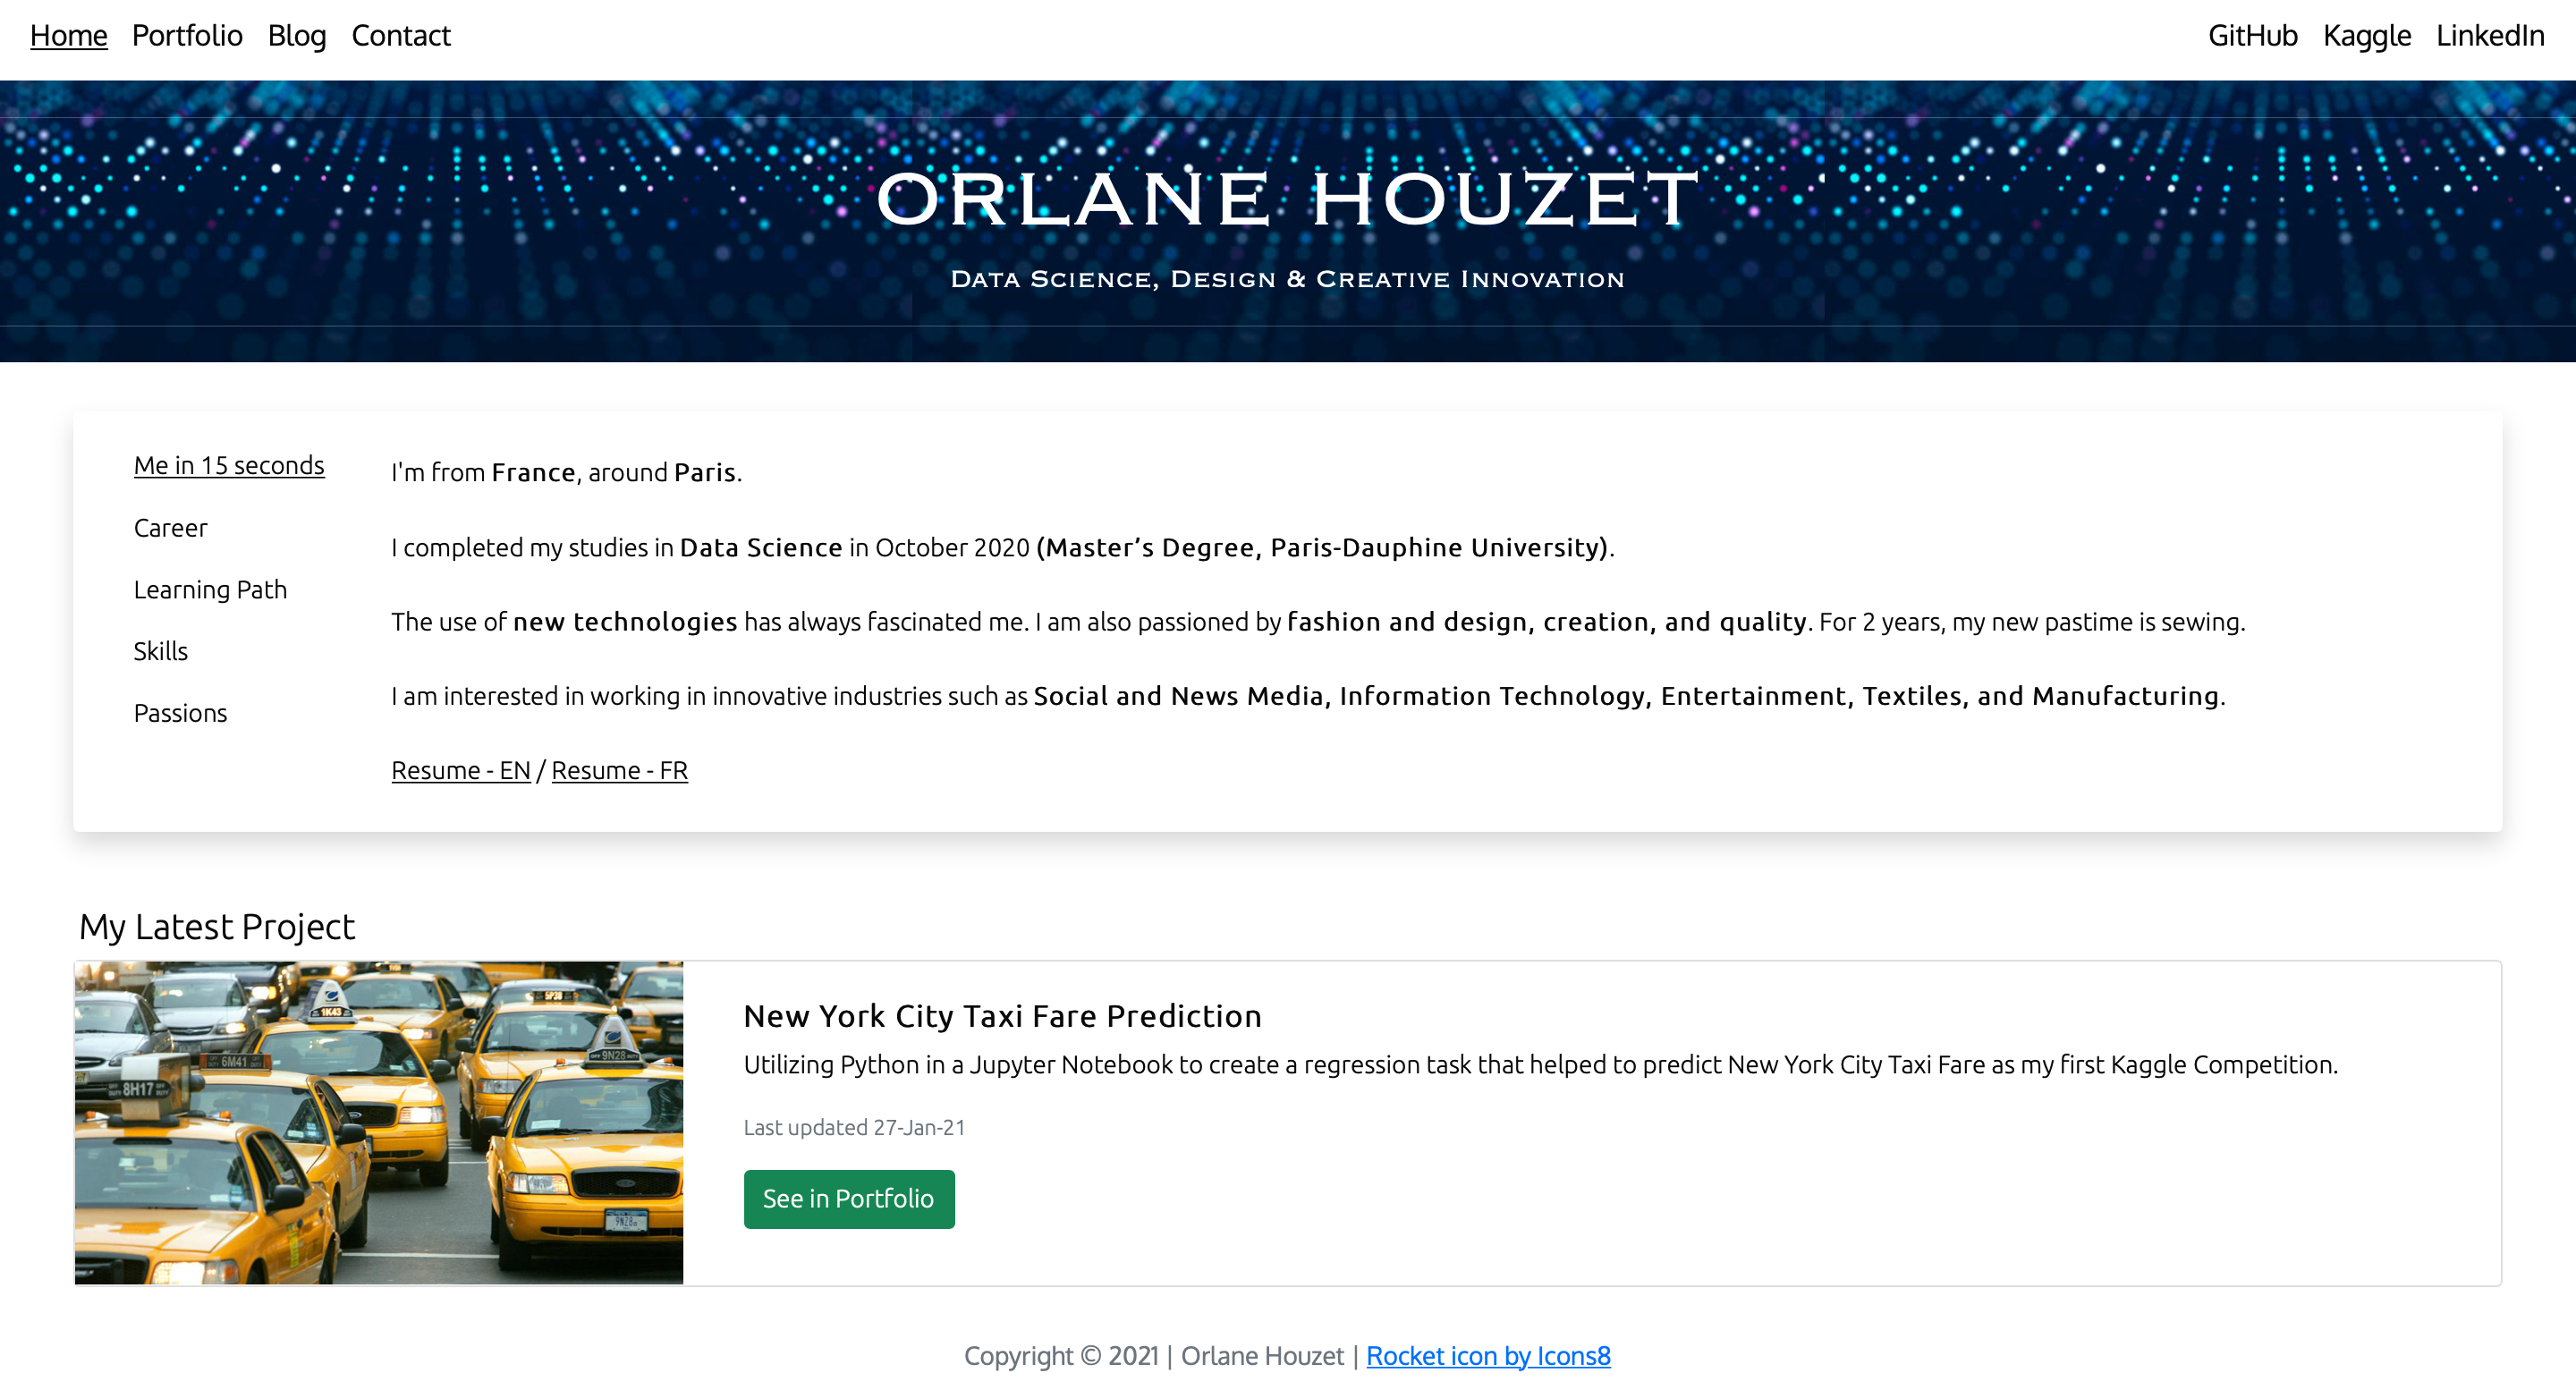 Home Portfolio Blog Contact GitHub Kaggle LinkedIn
ORLANE HOUZET
Data Science, Design & Creative Innovation
Me in 15 seconds
Career
Learning Path
Skills
Passions
I'm from France, around Paris.
I completed my studies in Data Science in October 2020 (Master’s Degree, Paris-Dauphine University).
The use of new technologies has always fascinated me. I am also passioned by fashion and design, creation, and quality. For 2 years, my new pastime is sewing.
I am interested in working in innovative industries such as Social and News Media, Information Technology, Entertainment, Textiles, and Manufacturing.
Resume - EN / Resume - FR
My Latest Project
1K43
5P38
6M41
9N28
8H17
9N28
New York City Taxi Fare Prediction
Utilizing Python in a Jupyter Notebook to create a regression task that helped to predict New York City Taxi Fare as my first Kaggle Competition.
Last updated 27-Jan-21
See in Portfolio
Copyright © 2021 | Orlane Houzet | Rocket icon by Icons8